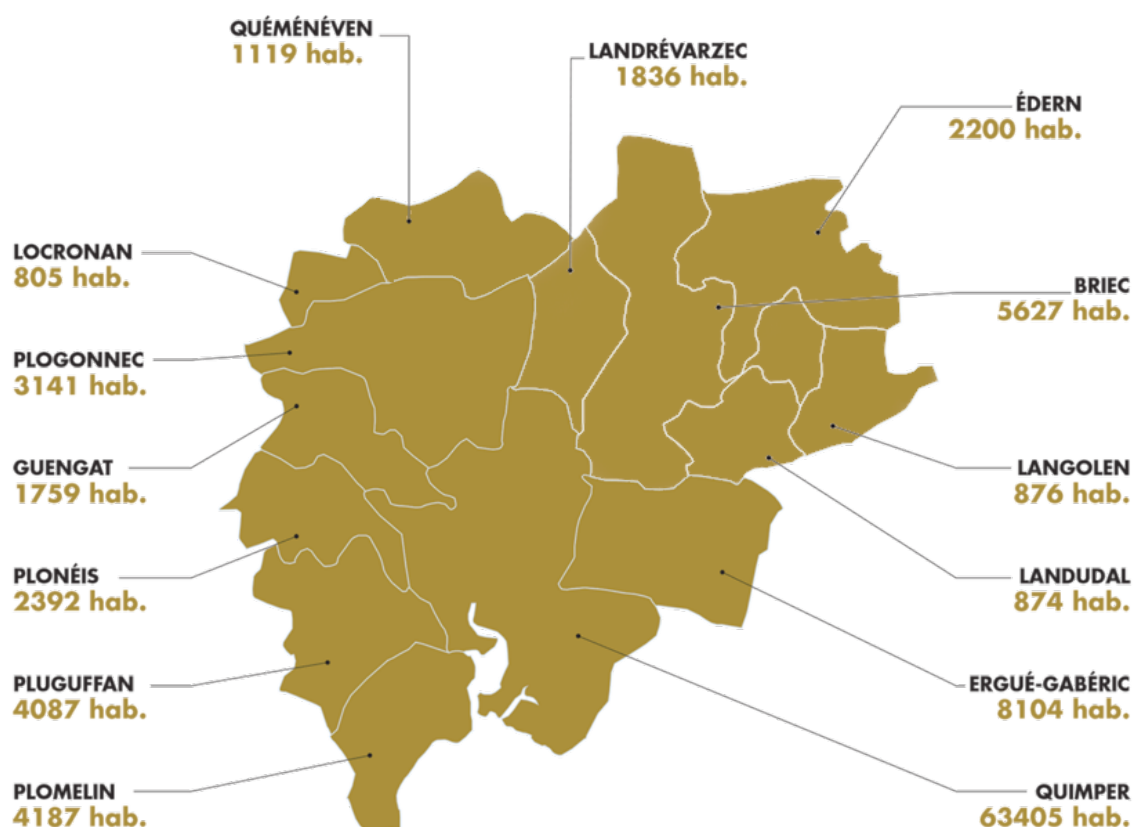 QUÉMÉNÉVEN
1119 hab.
LANDRÉVARZEC
1836 hab.
ÉDERN
2200 hab.
LOCRONAN
805 hab.
BRIEC
5627 hab.
PLOGONNEC
3141 hab.
GUENGAT
1759 hab.
LANGOLEN
876 hab.
PLONÉIS
2392 hab.
LANDUDAL
874 hab.
PLUGUFFAN
4087 hab.
ERGUÉ-GABÉRIC
8104 hab.
PLOMELIN
4187 hab.
QUIMPER
63405 hab.